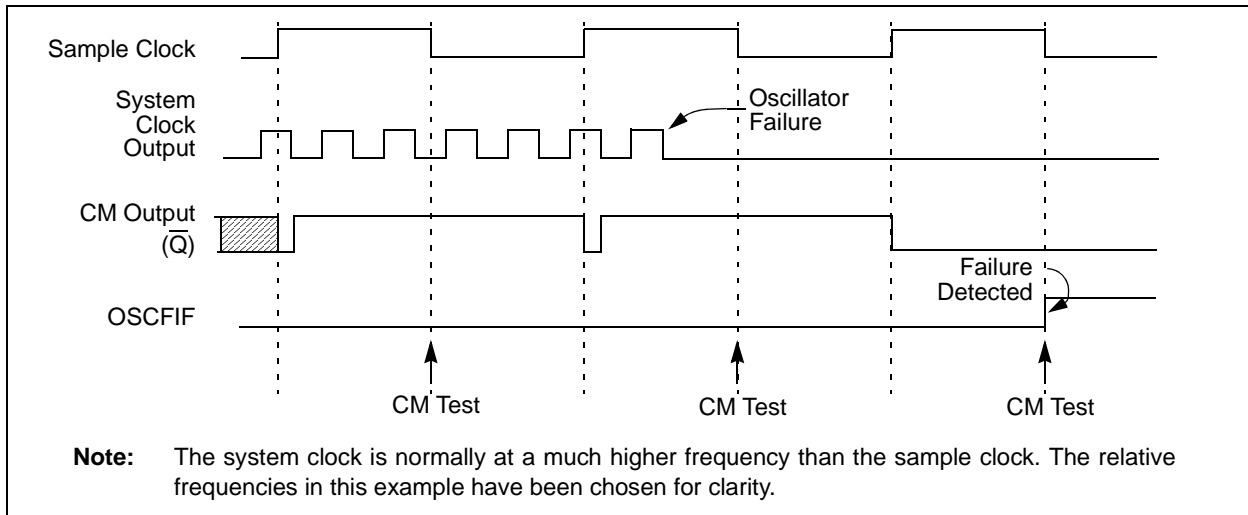 Sample Clock
System
Clock
Output
Oscillator
Failure
CM Output
(Q̅)
Failure
Detected
OSCFIF
CM Test
CM Test
CM Test
Note: The system clock is normally at a much higher frequency than the sample clock. The relative
frequencies in this example have been chosen for clarity.